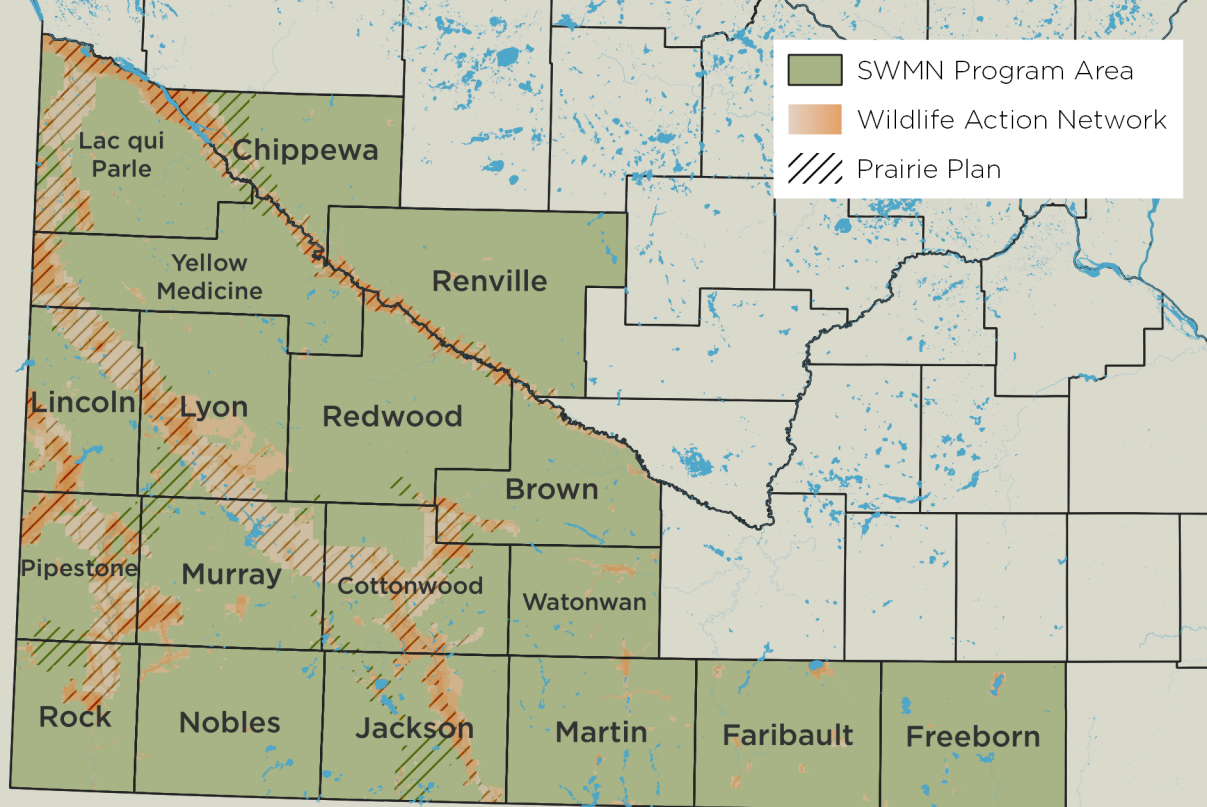 SWMN Program Area
Wildlife Action Network
Prairie Plan
Lac qui
Parle
Chippewa
Yellow
Medicine
Renville
Lincoln
Lyon
Redwood
Brown
Pipestone
Murray
Cottonwood
Watonwan
Rock
Nobles
Jackson
Martin
Faribault
Freeborn